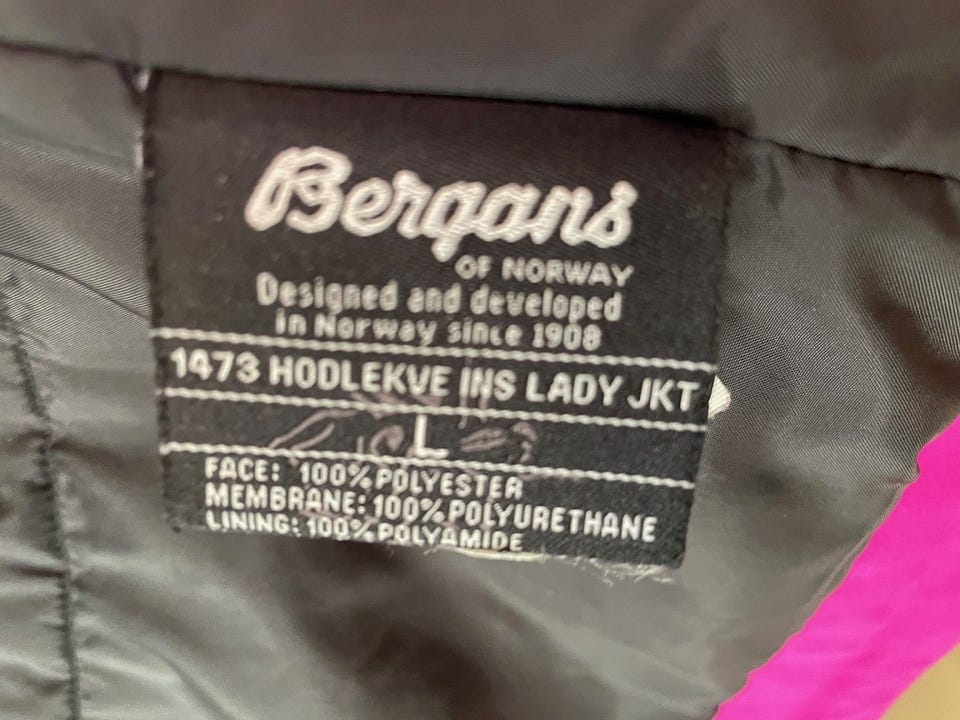 Bergans
OF NORWAY
Designed and developed
in Norway since 1908
1473 HODLEKVE INS LADY JKT
L
FACE: 100% POLYESTER
MEMBRANE: 100% POLYURETHANE
LINING: 100% POLYAMIDE